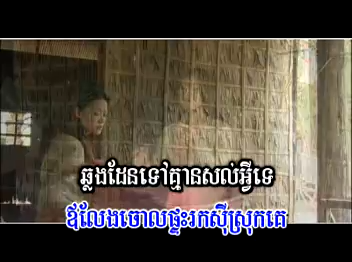 ឆ្លងដែនទៅគ្មានសល់អ្វីទេ
ឪលែងចោលផ្ទះរកស៊ីស្រុកគេ